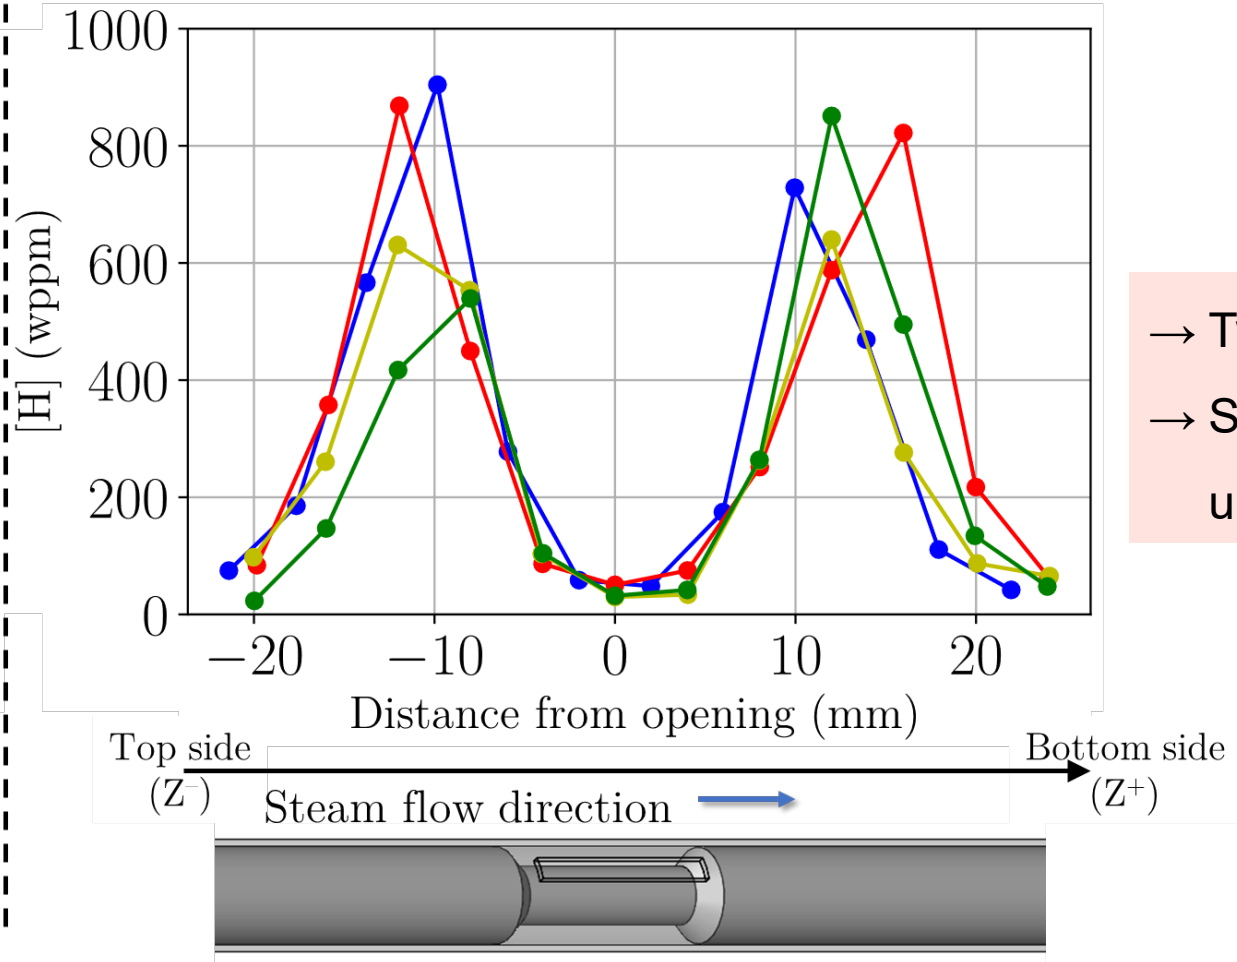 1000
800
600
400
200
0
[H] (wppm)
−20 −10 0 10 20
Distance from opening (mm)
Top side
(Z⁻)
Bottom side
(Z⁺)
Steam flow direction
→
→ S
u